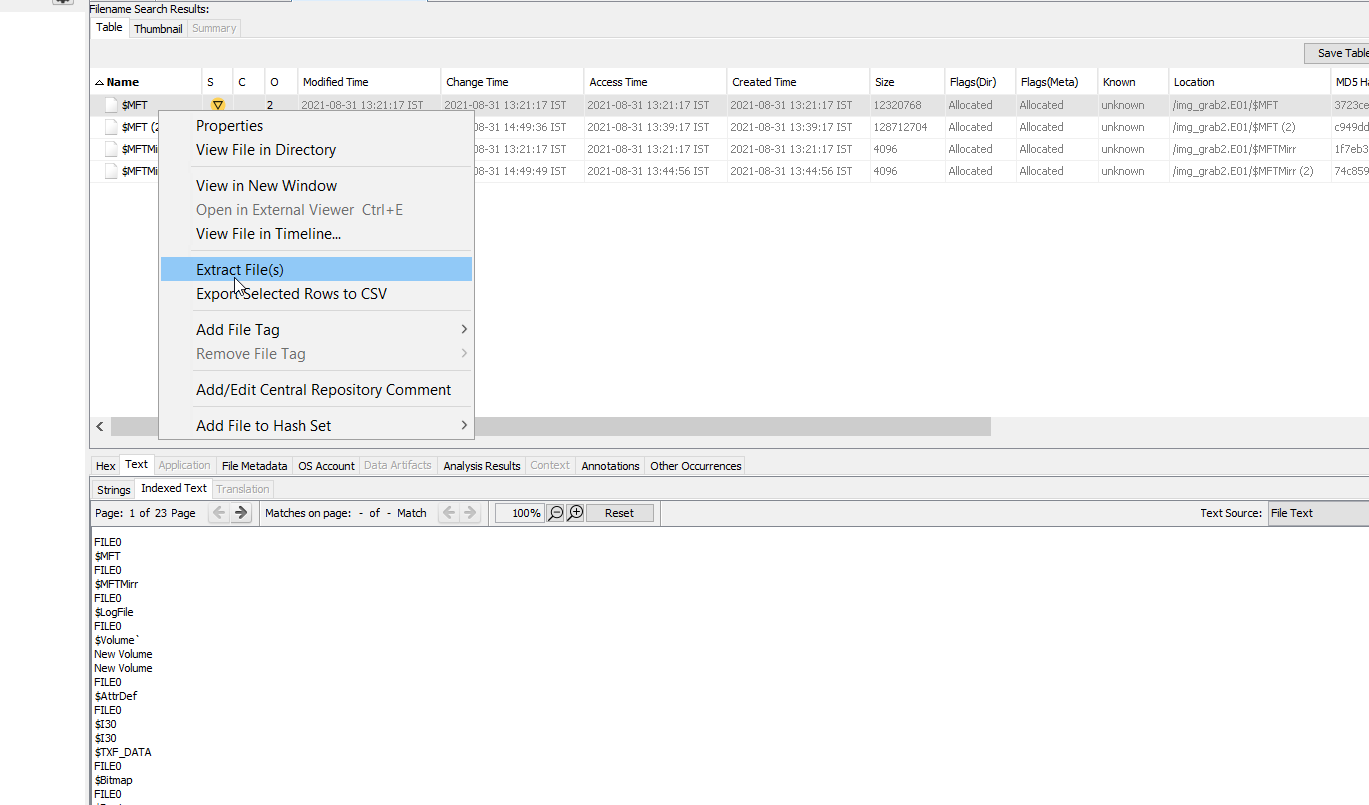 Filename Search Results:
Table Thumbnail Summary
Save Table
Name S C O Modified Time Change Time Access Time Created Time Size Flags(Dir) Flags(Meta) Known Location MD5 Ha
$MFT 2 2021-08-31 13:21:17 IST 2021-08-31 13:21:17 IST 2021-08-31 13:21:17 IST 2021-08-31 13:21:17 IST 12320768 Allocated Allocated unknown /img_grab2.E01/$MFT 3723ce
$MFT (2 08-31 14:49:36 IST 2021-08-31 13:39:17 IST 2021-08-31 13:39:17 IST 128712704 Allocated Allocated unknown /img_grab2.E01/$MFT (2) c949dd
$MFTMi 08-31 13:21:17 IST 2021-08-31 13:21:17 IST 2021-08-31 13:21:17 IST 4096 Allocated Allocated unknown /img_grab2.E01/$MFTMirr 1f7eb3
$MFTMi 08-31 14:49:49 IST 2021-08-31 13:44:56 IST 2021-08-31 13:44:56 IST 4096 Allocated Allocated unknown /img_grab2.E01/$MFTMirr (2) 74c859
Properties
View File in Directory
View in New Window
Open in External Viewer Ctrl+E
View File in Timeline...
Extract File(s)
Export Selected Rows to CSV
Add File Tag
Remove File Tag
Add/Edit Central Repository Comment
Add File to Hash Set
Hex Text Application File Metadata OS Account Data Artifacts Analysis Results Context Annotations Other Occurrences
Strings Indexed Text Translation
Page: 1 of 23 Page Matches on page: - of - Match 100% Reset Text Source: File Text
FILE0
$MFT
FILE0
$MFTMirr
FILE0
$LogFile
FILE0
$Volume`
New Volume
New Volume
FILE0
$AttrDef
FILE0
$I30
$I30
$TXF_DATA
FILE0
$Bitmap
FILE0